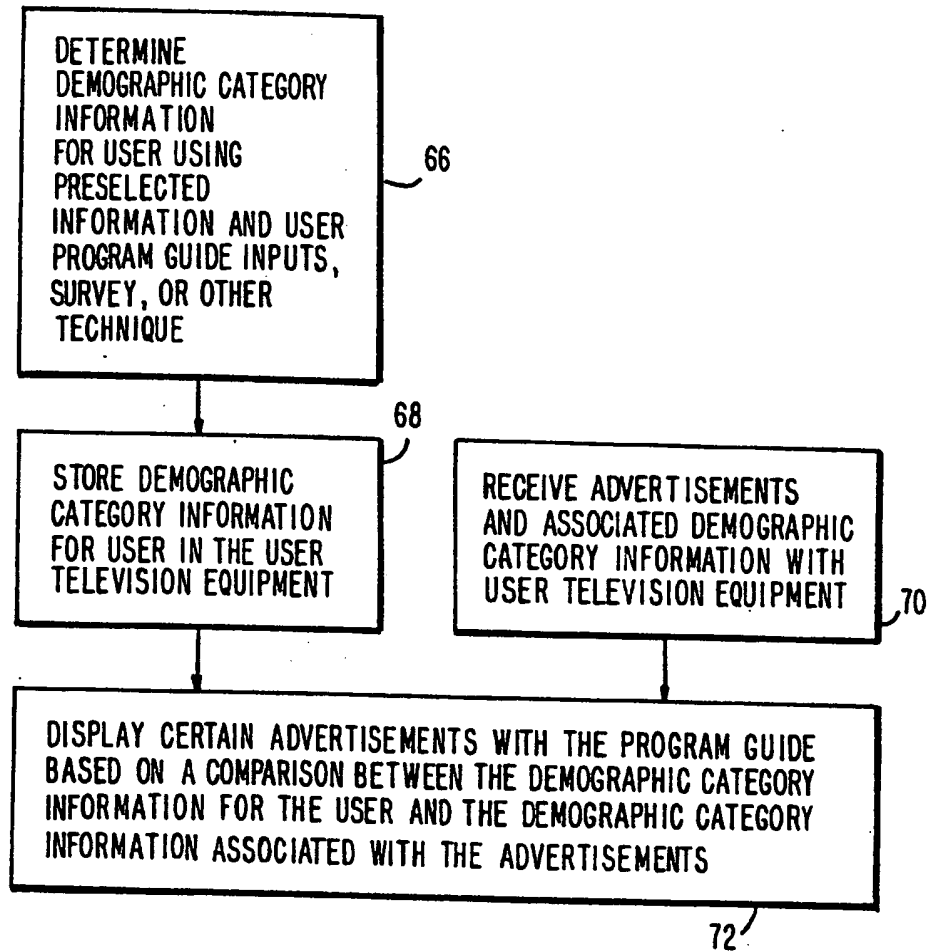 DETERMINE
DEMOGRAPHIC CATEGORY
INFORMATION
FOR USER USING
PRESELECTED
INFORMATION AND USER
PROGRAM GUIDE INPUTS,
SURVEY, OR OTHER
TECHNIQUE
66
STORE DEMOGRAPHIC
CATEGORY INFORMATION
FOR USER IN THE USER
TELEVISION EQUIPMENT
68
RECEIVE ADVERTISEMENTS
AND ASSOCIATED DEMOGRAPHIC
CATEGORY INFORMATION WITH
USER TELEVISION EQUIPMENT
70
DISPLAY CERTAIN ADVERTISEMENTS WITH THE PROGRAM GUIDE
BASED ON A COMPARISON BETWEEN THE DEMOGRAPHIC CATEGORY
INFORMATION FOR THE USER AND THE DEMOGRAPHIC CATEGORY
INFORMATION ASSOCIATED WITH THE ADVERTISEMENTS
72